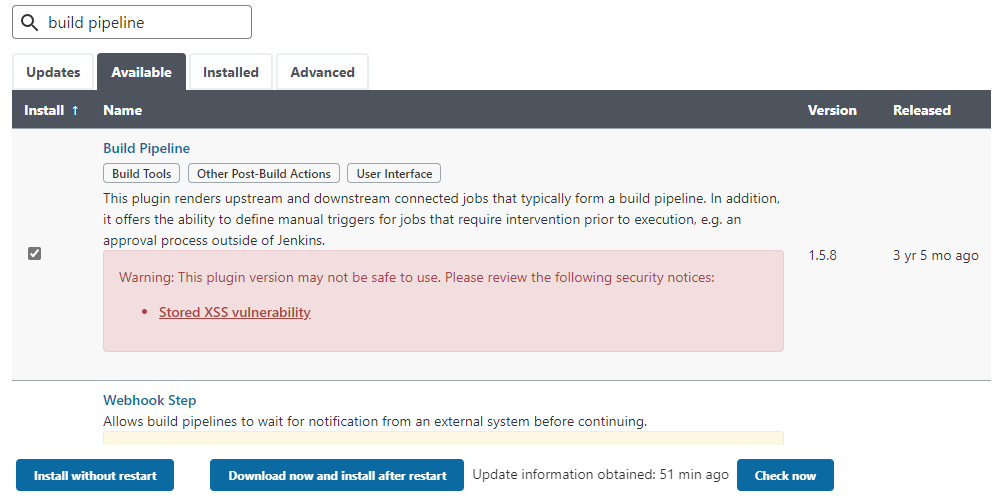 build pipeline
Updates Available Installed Advanced
Install ↑ Name Version Released
Build Pipeline
Build Tools Other Post-Build Actions User Interface
This plugin renders upstream and downstream connected jobs that typically form a build pipeline. In addition,
it offers the ability to define manual triggers for jobs that require intervention prior to execution, e.g. an
approval process outside of Jenkins.
1.5.8 3 yr 5 mo ago
Warning: This plugin version may not be safe to use. Please review the following security notices:
• Stored XSS vulnerability
Webhook Step
Allows build pipelines to wait for notification from an external system before continuing.
Install without restart Download now and install after restart Update information obtained: 51 min ago Check now